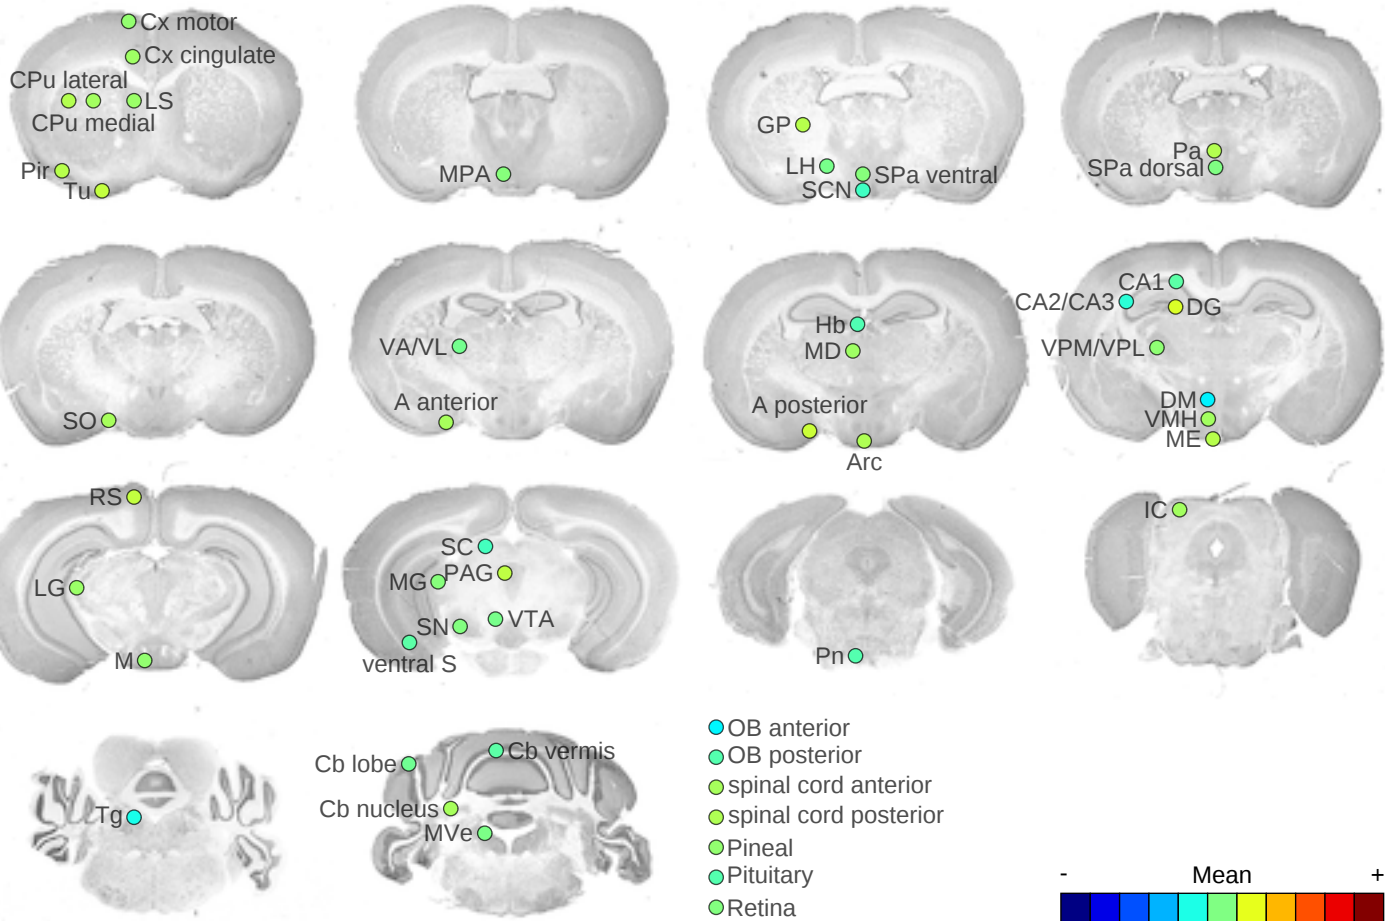 Cx motor
Cx cingulate
CPu lateral
LS
CPu medial
Pir
Tu
MPA
GP
LH
SPa ventral
SCN
Pa
SPa dorsal
SO
VA/VL
A anterior
Hb
MD
A posterior
Arc
CA1
CA2/CA3
DG
VPM/VPL
DM
VMH
ME
RS
LG
M
SC
PAG
MG
SN
VTA
ventral S
Pn
IC
Tg
Cb vermis
Cb lobe
Cb nucleus
MVe
OB anterior
OB posterior
spinal cord anterior
spinal cord posterior
Pineal
Pituitary
Retina
- Mean +